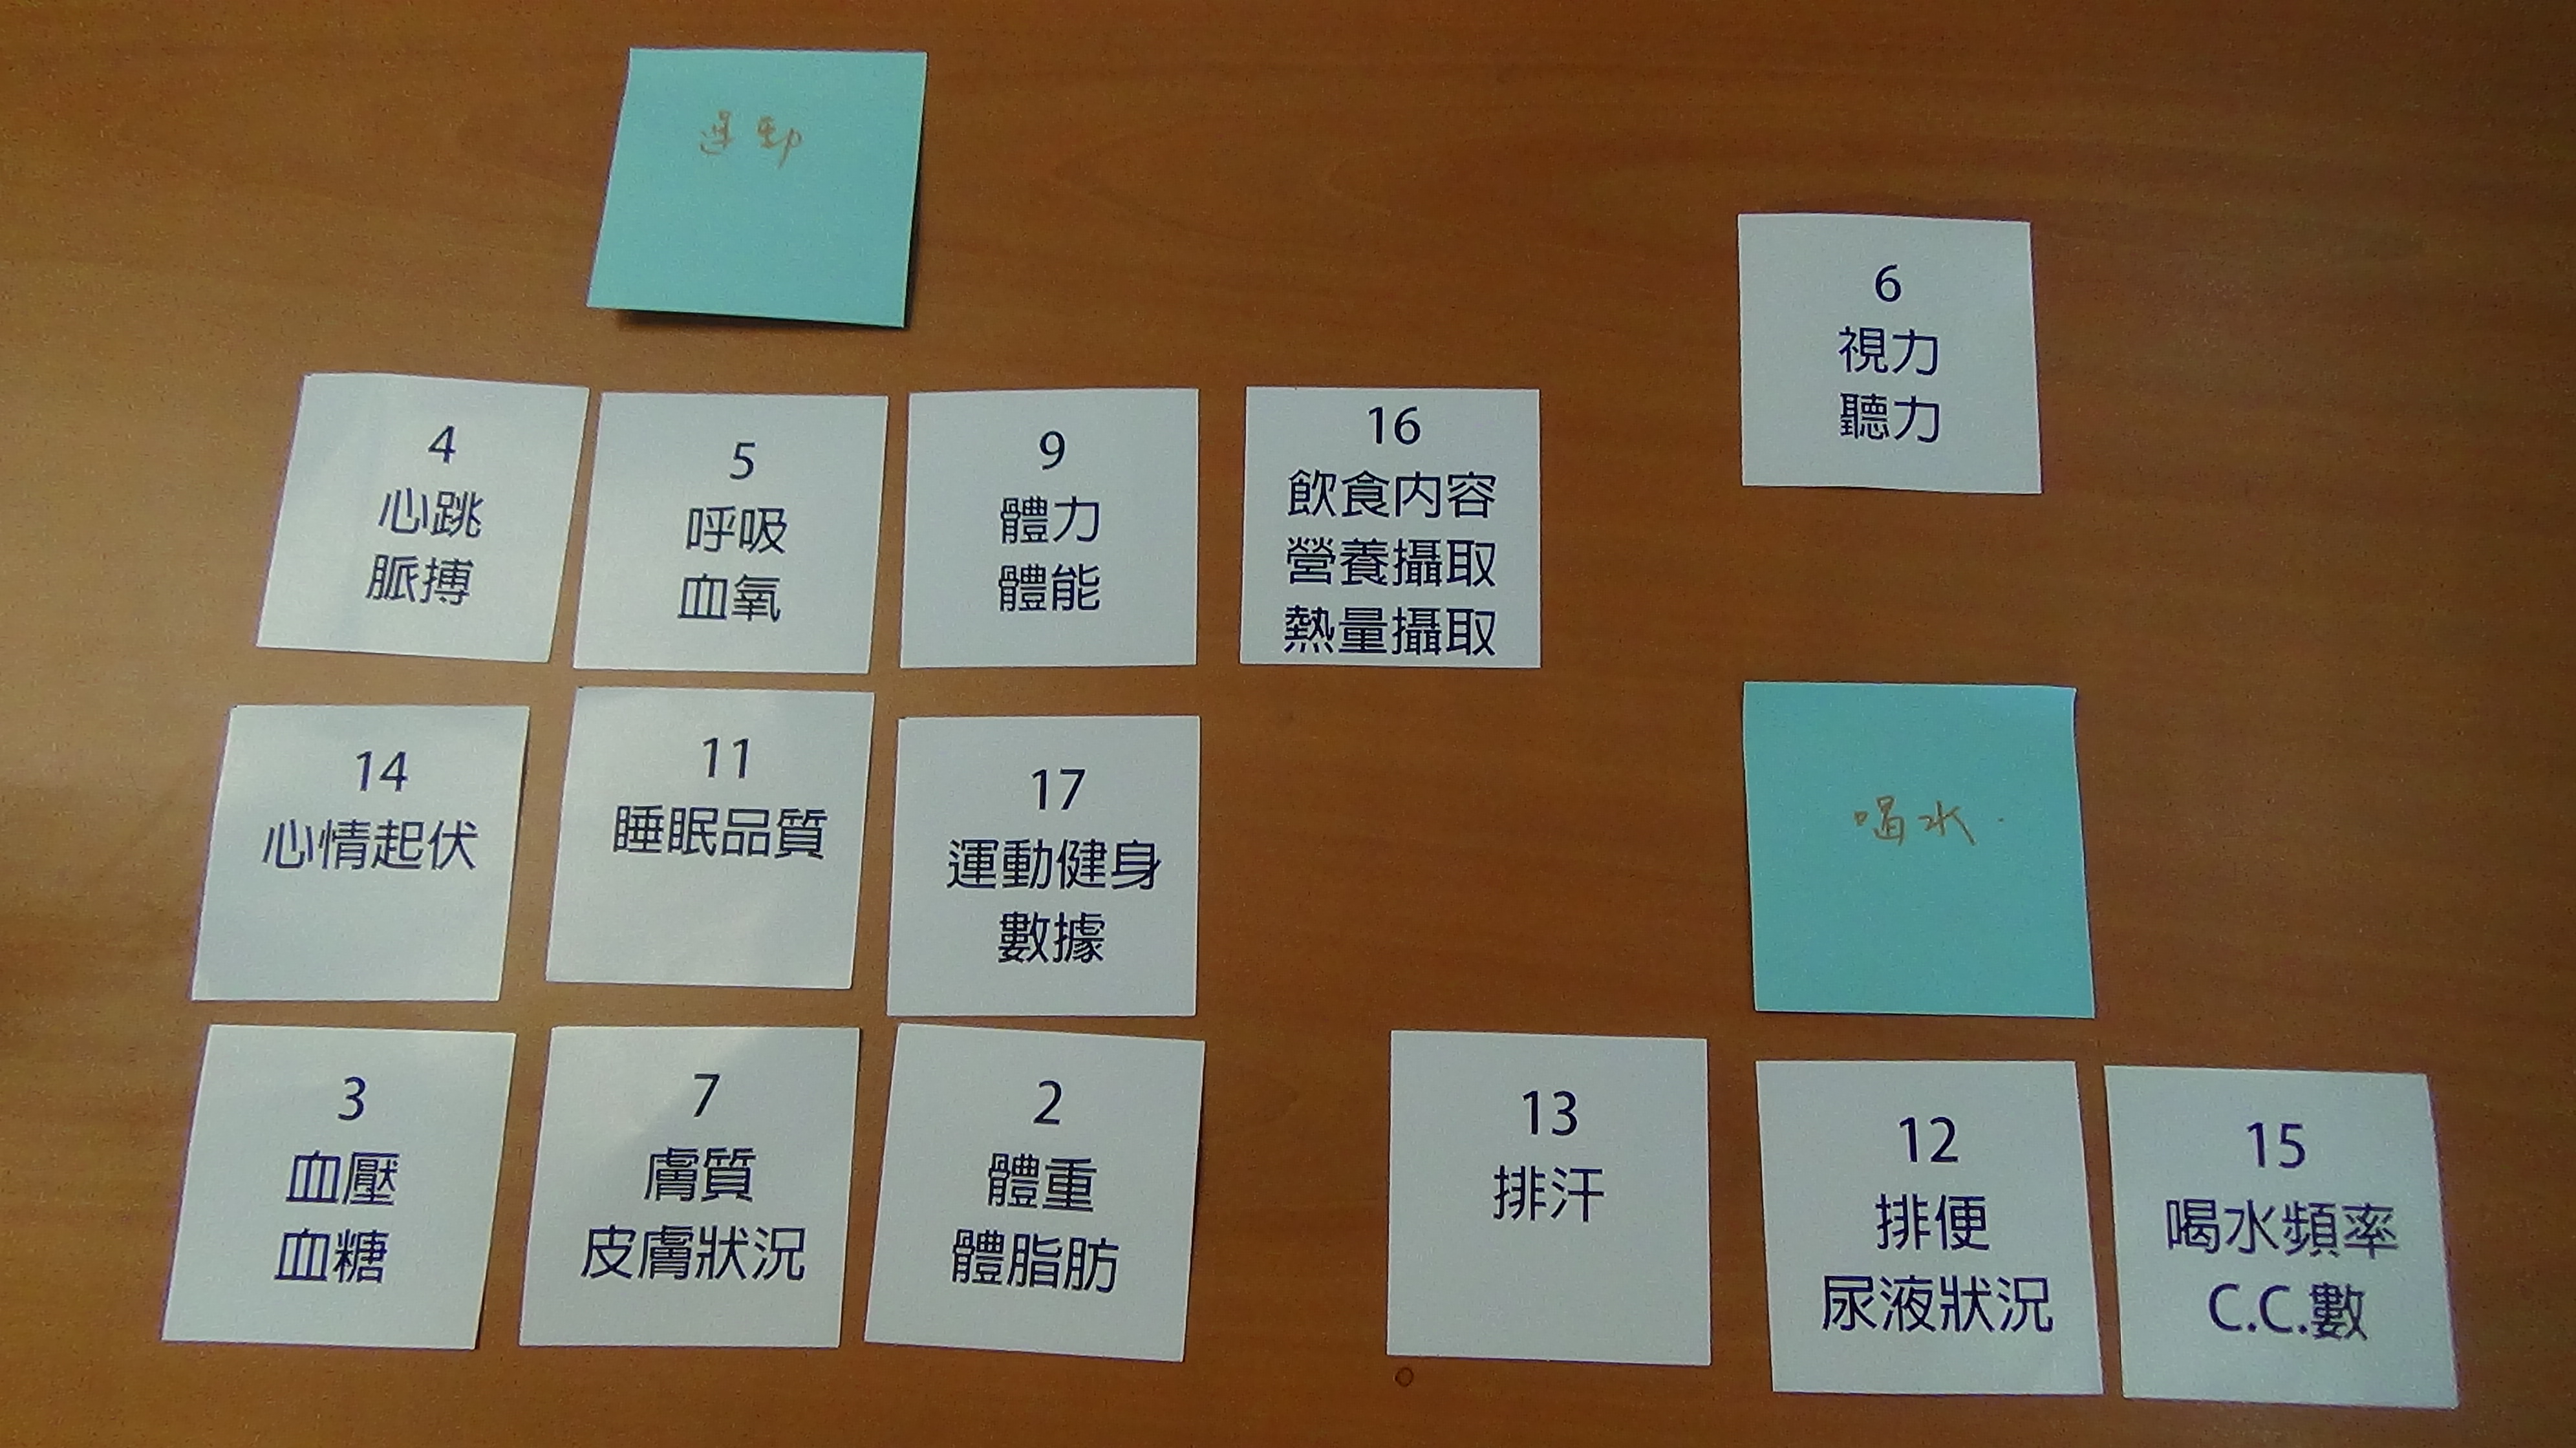 運動
6
視力
聽力
4
心跳
脈搏
5
呼吸
血氧
9
體力
體能
16
飲食内容
營養攝取
熱量攝取
14
心情起伏
11
睡眠品質
17
運動健身
數據
喝水.
3
血壓
血糖
7
膚質
皮膚狀況
2
體重
體脂肪
13
排汗
12
排便
尿液狀況
15
喝水頻率
C.C.數